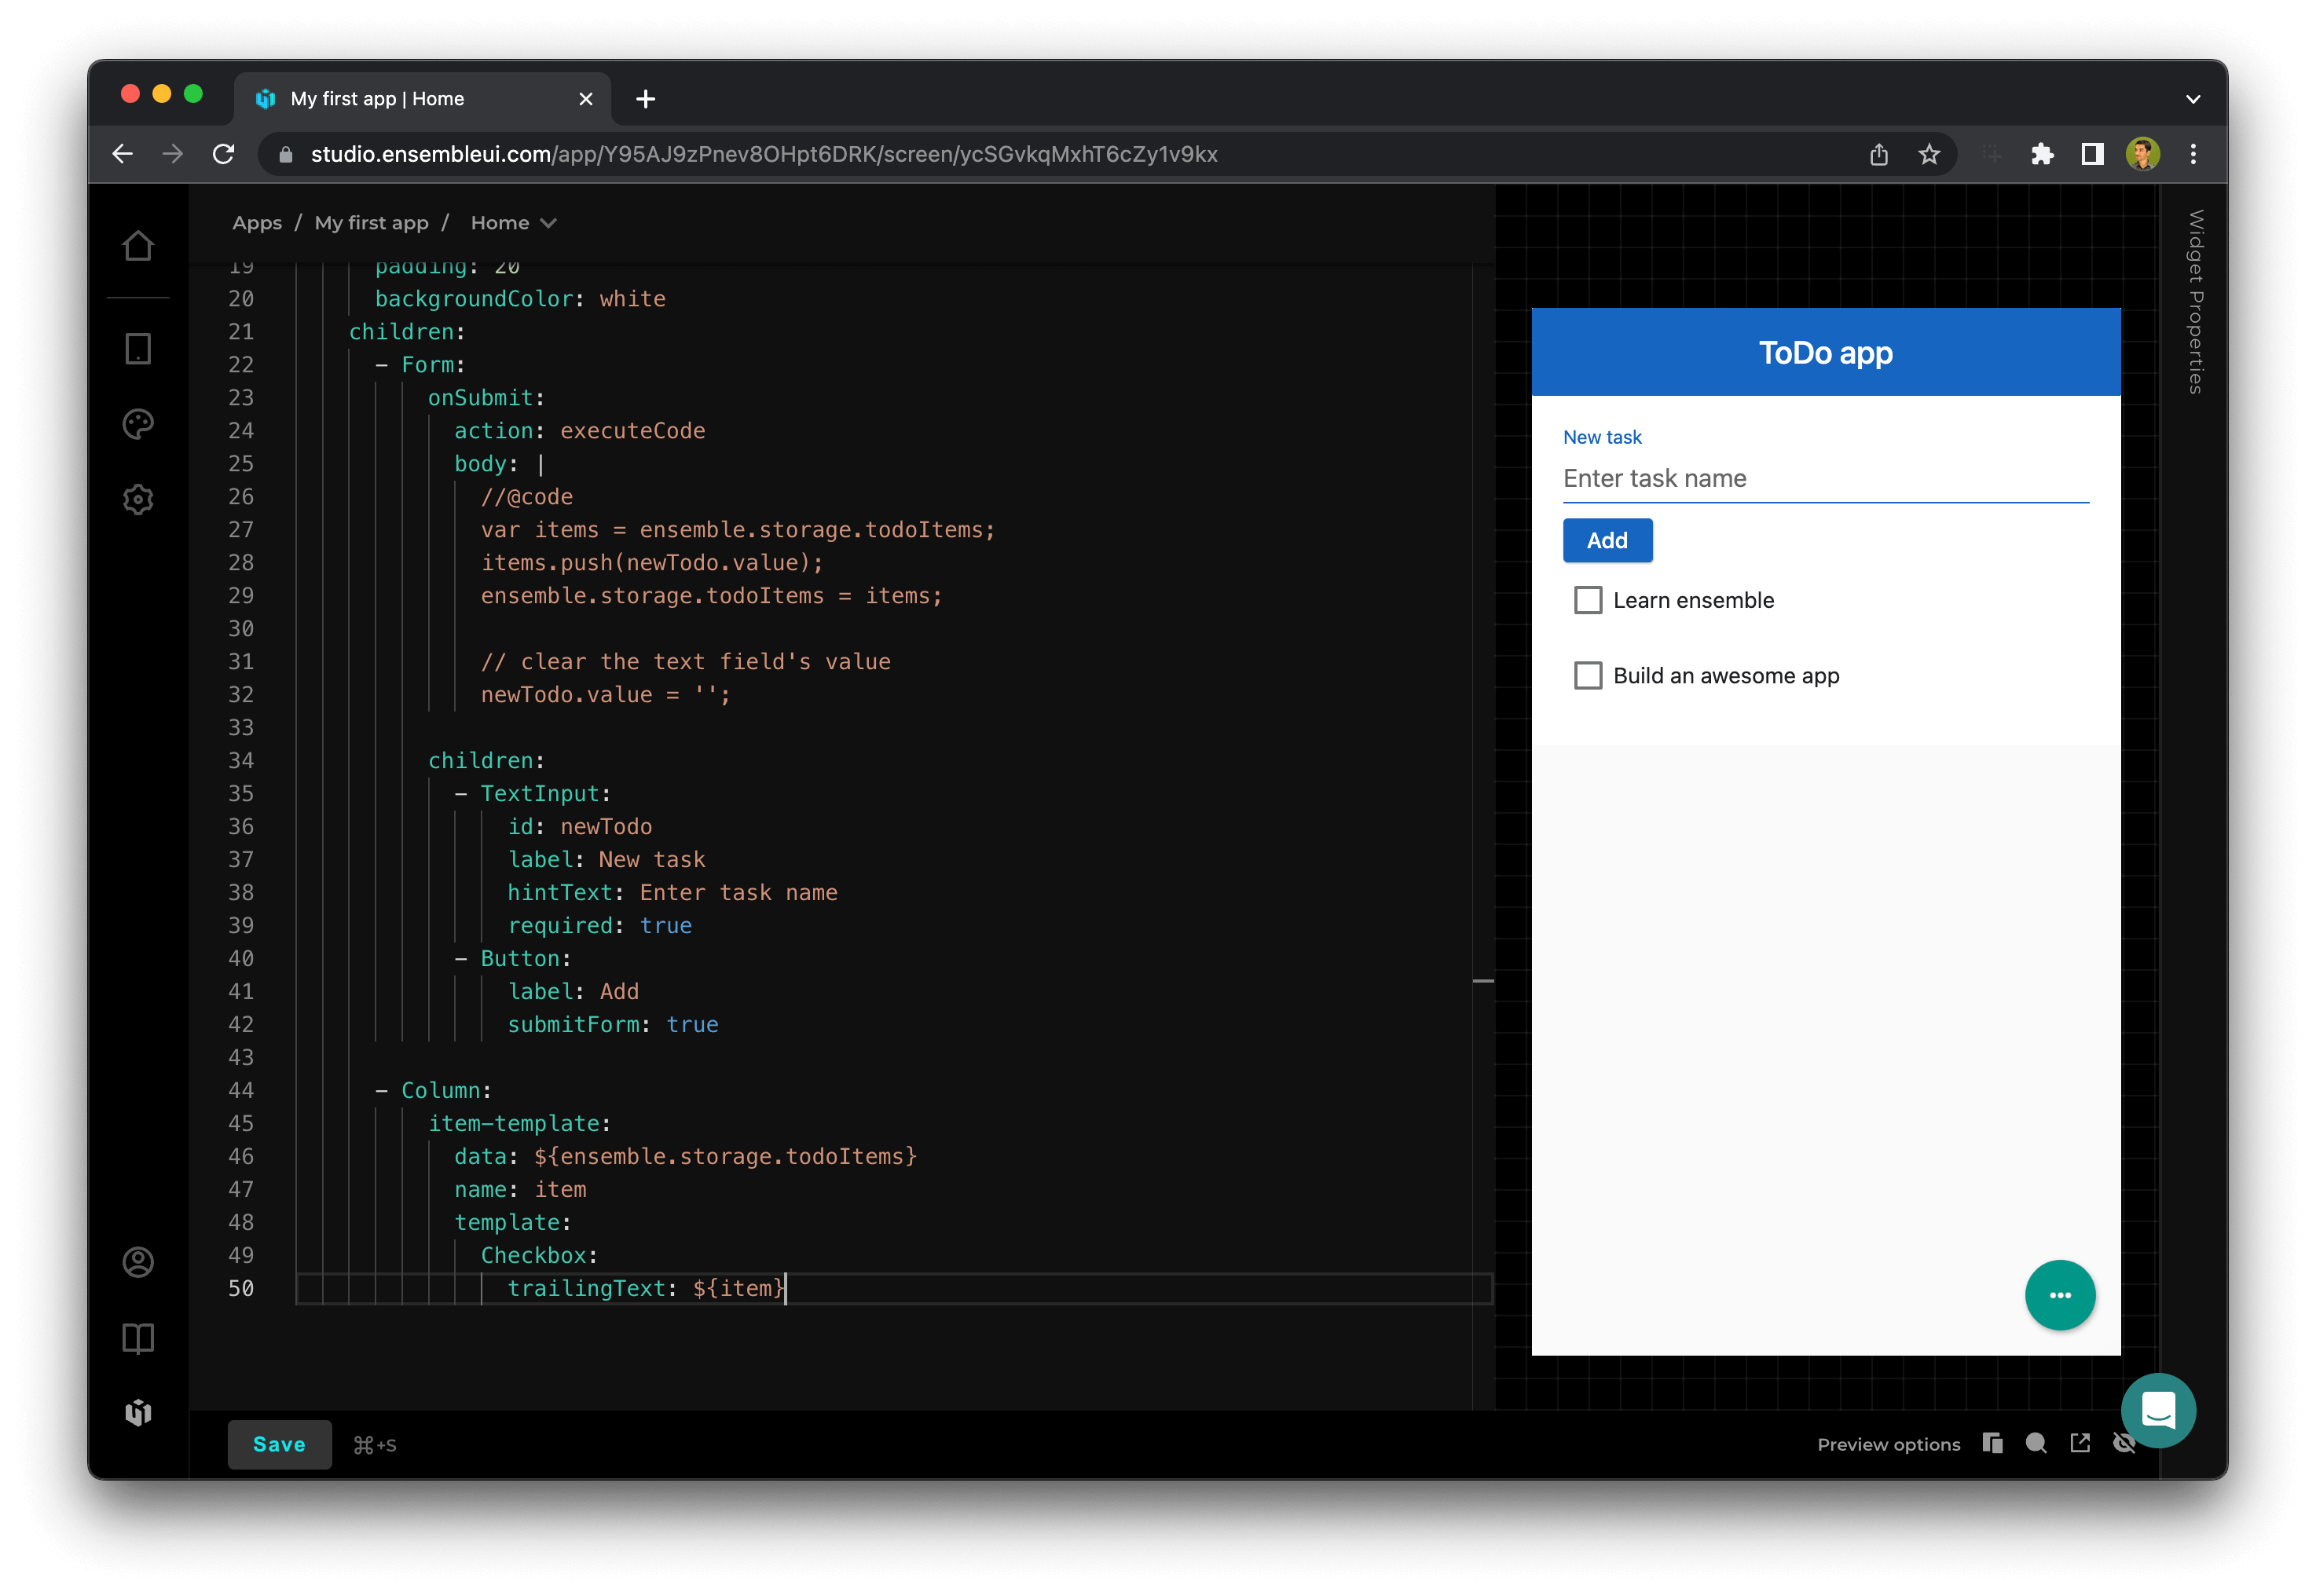 My first app | Home
studio.ensembleui.com/app/Y95AJ9zPnev8OHpt6DRK/screen/ycSGvkqMxhT6cZy1v9kx
Apps / My first app / Home
19 padding: 20
20 backgroundColor: white
21 children:
22 - Form:
23 onSubmit:
24 action: executeCode
25 body: |
26 //@code
27 var items = ensemble.storage.todoItems;
28 items.push(newTodo.value);
29 ensemble.storage.todoItems = items;
30
31 // clear the text field's value
32 newTodo.value = '';
33
34 children:
35 - TextInput:
36 id: newTodo
37 label: New task
38 hintText: Enter task name
39 required: true
40 - Button:
41 label: Add
42 submitForm: true
43
44 - Column:
45 item-template:
46 data: ${ensemble.storage.todoItems}
47 name: item
48 template:
49 Checkbox:
50 trailingText: ${item}
Save ⌘+S
ToDo app
New task
Enter task name
Add
Learn ensemble
Build an awesome app
Preview options
Widget Properties